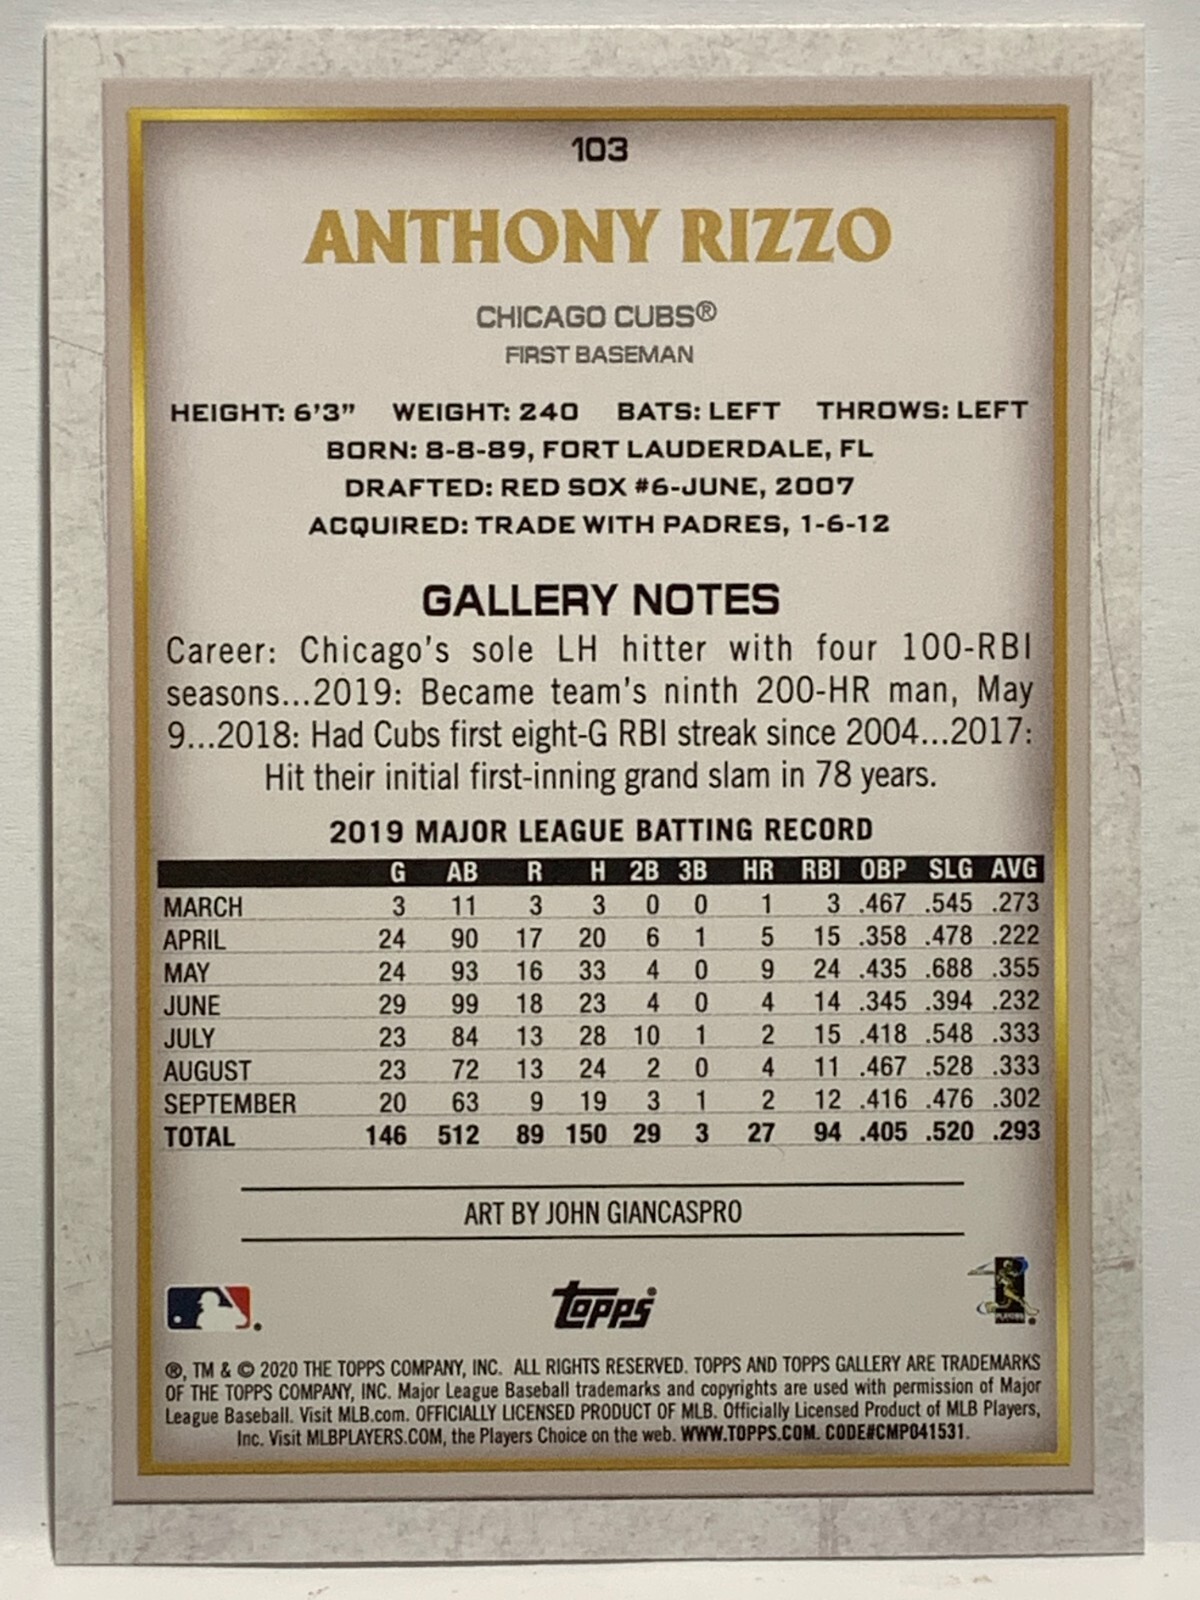 103
ANTHONY RIZZO
CHICAGO CUBS®
FIRST BASEMAN
HEIGHT: 6'3" WEIGHT: 240 BATS: LEFT THROWS: LEFT
BORN: 8-8-89, FORT LAUDERDALE, FL
DRAFTED: RED SOX #6-JUNE, 2007
ACQUIRED: TRADE WITH PADRES, 1-6-12
GALLERY NOTES
Career: Chicago's sole LH hitter with four 100-RBI
seasons...2019: Became team's ninth 200-HR man, May
9...2018: Had Cubs first eight-G RBI streak since 2004...2017:
Hit their initial first-inning grand slam in 78 years.
2019 MAJOR LEAGUE BATTING RECORD
G AB R H 2B 3B HR RBI OBP SLG AVG
MARCH 3 11 3 3 0 0 1 3 .467 .545 .273
APRIL 24 90 17 20 6 1 5 15 .358 .478 .222
MAY 24 93 16 33 4 0 9 24 .435 .688 .355
JUNE 29 99 18 23 4 0 4 14 .345 .394 .232
JULY 23 84 13 28 10 1 2 15 .418 .548 .333
AUGUST 23 72 13 24 2 0 4 11 .467 .528 .333
SEPTEMBER 20 63 9 19 3 1 2 12 .416 .476 .302
TOTAL 146 512 89 150 29 3 27 94 .405 .520 .293
ART BY JOHN GIANCASPRO
topps
PLAYERS
®, TM & © 2020 THE TOPPS COMPANY, INC. ALL RIGHTS RESERVED. TOPPS AND TOPPS GALLERY ARE TRADEMARKS
OF THE TOPPS COMPANY, INC. Major League Baseball trademarks and copyrights are used with permission of Major
League Baseball. Visit MLB.com. OFFICIALLY LICENSED PRODUCT OF MLB. Officially Licensed Product of MLB Players,
Inc. Visit MLBPLAYERS.COM, the Players Choice on the web. WWW.TOPPS.COM. CODE#CMP041531.